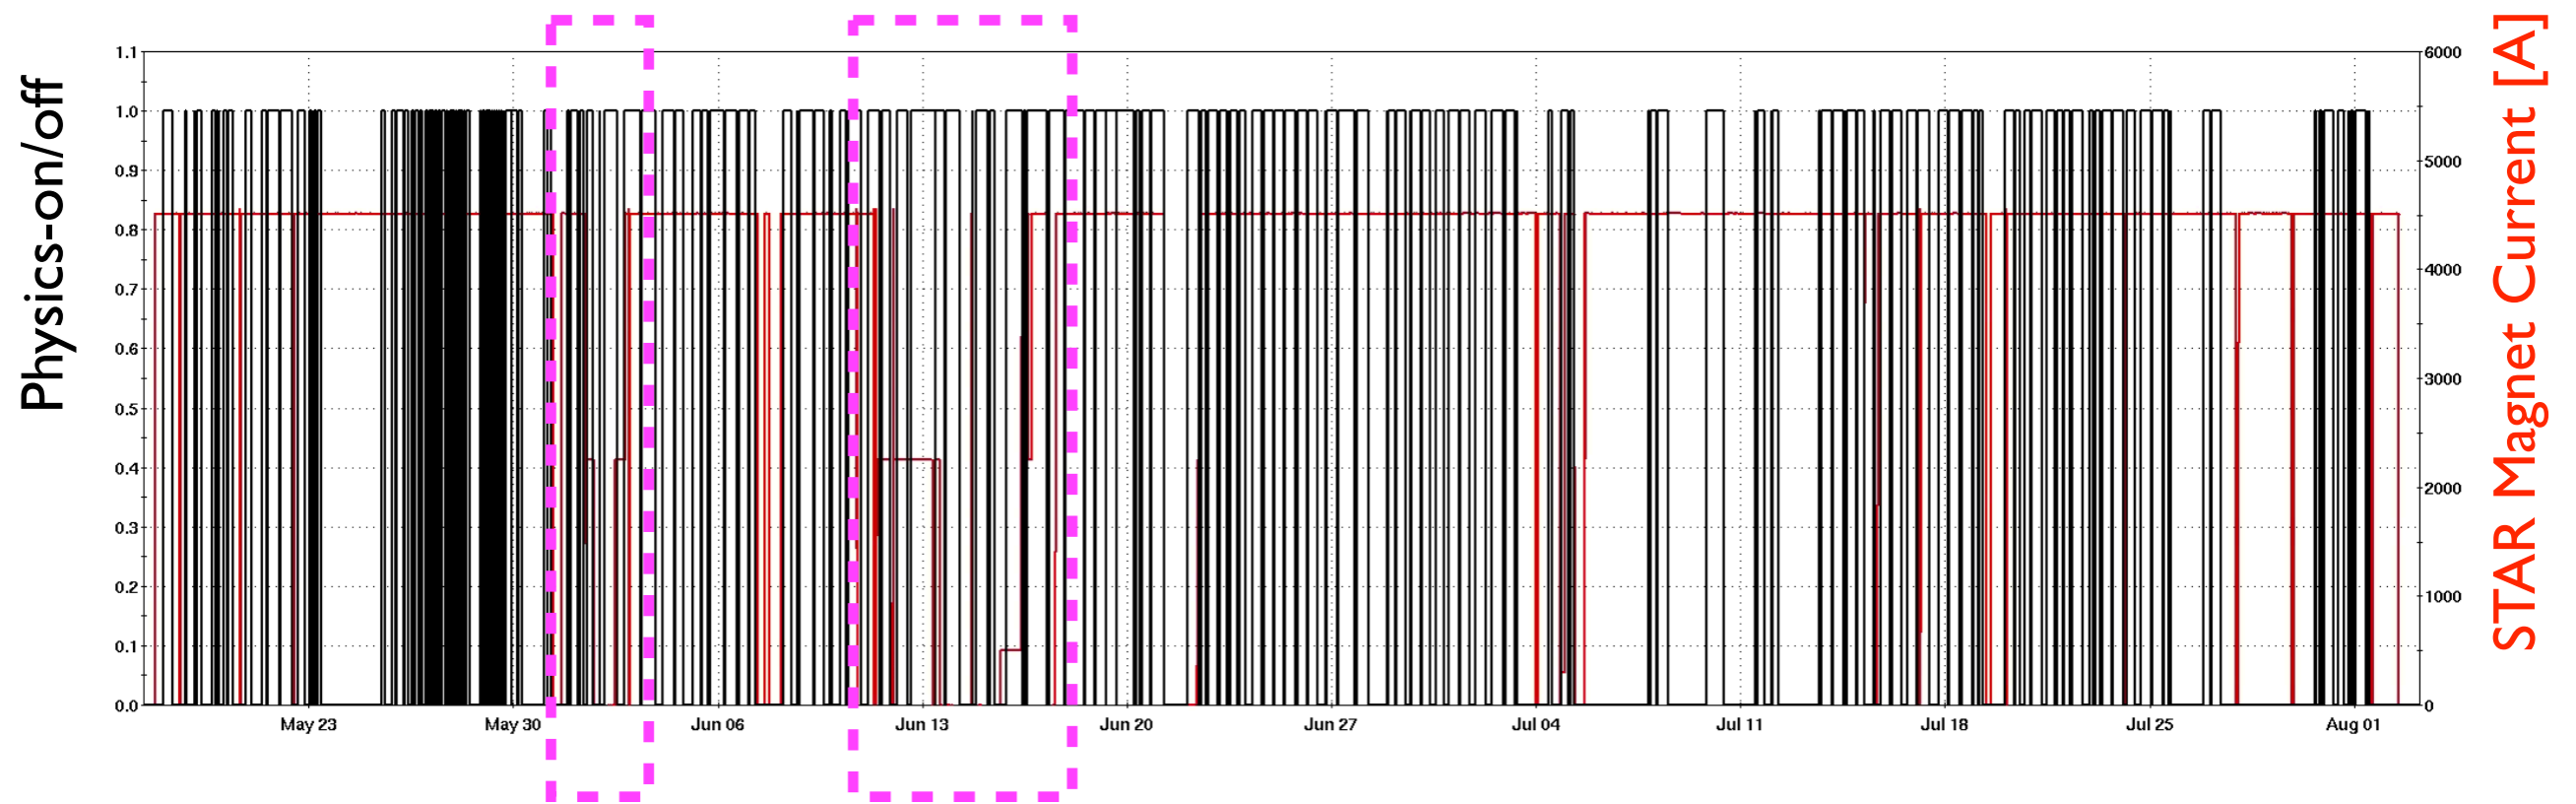 Physics-on/off
1.1
1.0
0.9
0.8
0.7
0.6
0.5
0.4
0.3
0.2
0.1
0.0
May 23
May 30
Jun 06
Jun 13
Jun 20
Jun 27
Jul 04
Jul 11
Jul 18
Jul 25
Aug 01
6000
5000
4000
3000
2000
1000
0
STAR Magnet Current [A]